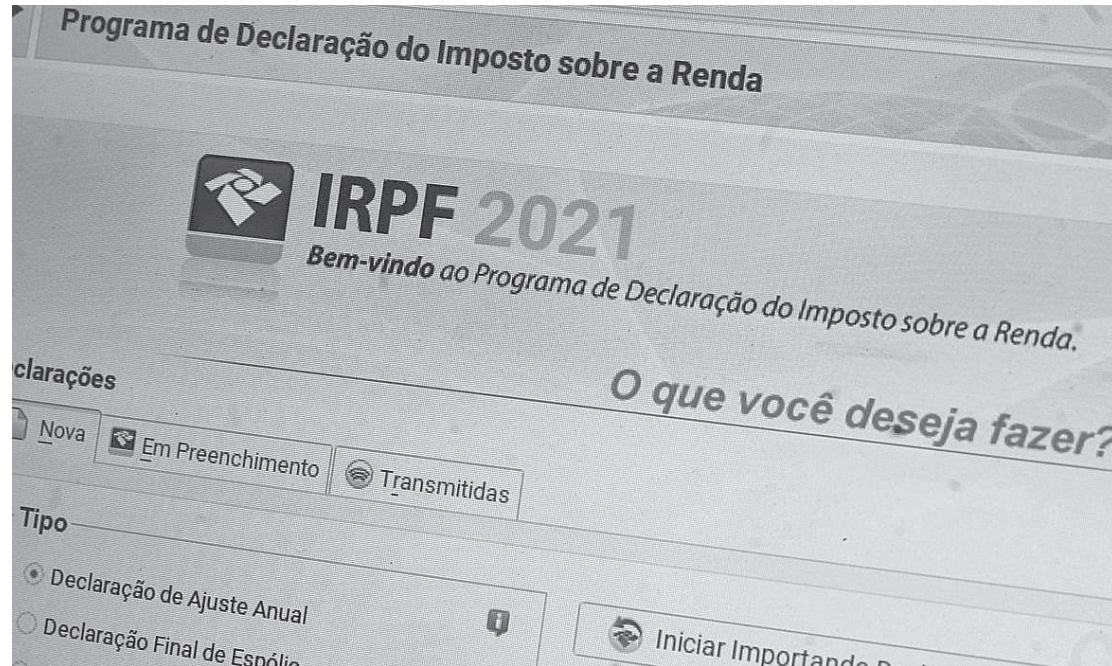 Programa de Declaração do Imposto sobre a Renda
IRPF 2021
Bem-vindo ao Programa de Declaração do Imposto sobre a Renda.
clarações
O que você deseja fazer?
Nova
Em Preenchimento
Transmitidas
Tipo
Declaração de Ajuste Anual
Declaração Final de Espólio
Iniciar Importando